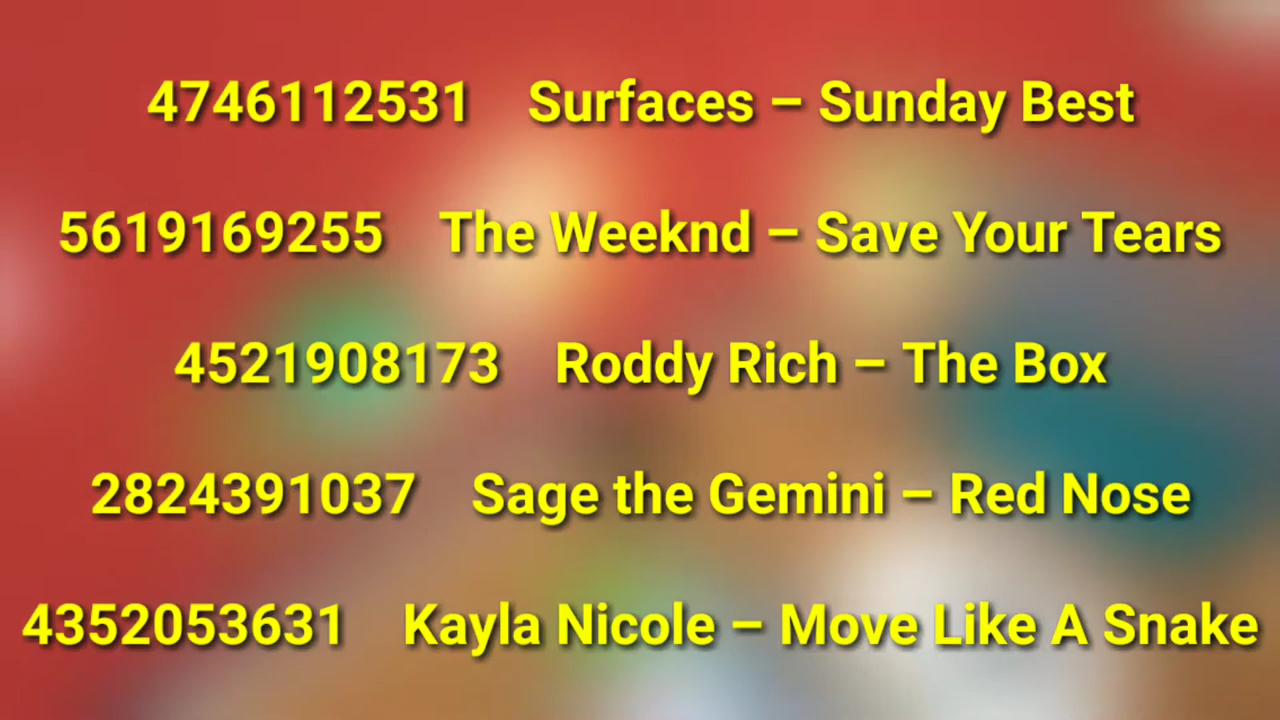 4746112531 Surfaces – Sunday Best
5619169255 The Weeknd – Save Your Tears
4521908173 Roddy Rich – The Box
2824391037 Sage the Gemini – Red Nose
4352053631 Kayla Nicole – Move Like A Snake